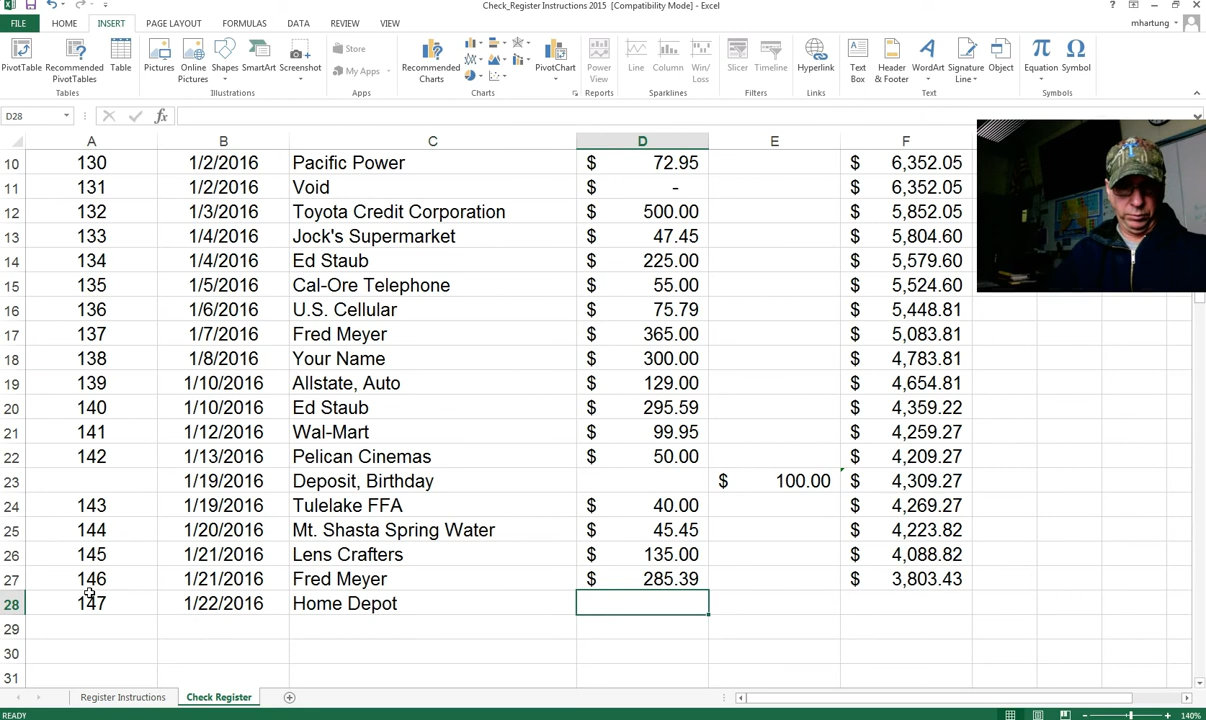 Check_Register Instructions 2015 [Compatibility Mode] - Excel
FILE HOME INSERT PAGE LAYOUT FORMULAS DATA REVIEW VIEW mhartung
PivotTable Recommended PivotTables Table Pictures Online Pictures Shapes SmartArt Screenshot Store My Apps Recommended Charts PivotChart Power View Line Column Win/Loss Slicer Timeline Hyperlink Text Box Header & Footer WordArt Signature Line Object Equation Symbol
Tables Illustrations Apps Charts Reports Sparklines Filters Links Text Symbols
D28 fx
A B C D E F
10 130 1/2/2016 Pacific Power $ 72.95 $ 6,352.05
11 131 1/2/2016 Void $ - $ 6,352.05
12 132 1/3/2016 Toyota Credit Corporation $ 500.00 $ 5,852.05
13 133 1/4/2016 Jock's Supermarket $ 47.45 $ 5,804.60
14 134 1/4/2016 Ed Staub $ 225.00 $ 5,579.60
15 135 1/5/2016 Cal-Ore Telephone $ 55.00 $ 5,524.60
16 136 1/6/2016 U.S. Cellular $ 75.79 $ 5,448.81
17 137 1/7/2016 Fred Meyer $ 365.00 $ 5,083.81
18 138 1/8/2016 Your Name $ 300.00 $ 4,783.81
19 139 1/10/2016 Allstate, Auto $ 129.00 $ 4,654.81
20 140 1/10/2016 Ed Staub $ 295.59 $ 4,359.22
21 141 1/12/2016 Wal-Mart $ 99.95 $ 4,259.27
22 142 1/13/2016 Pelican Cinemas $ 50.00 $ 4,209.27
23 1/19/2016 Deposit, Birthday $ 100.00 $ 4,309.27
24 143 1/19/2016 Tulelake FFA $ 40.00 $ 4,269.27
25 144 1/20/2016 Mt. Shasta Spring Water $ 45.45 $ 4,223.82
26 145 1/21/2016 Lens Crafters $ 135.00 $ 4,088.82
27 146 1/21/2016 Fred Meyer $ 285.39 $ 3,803.43
28 147 1/22/2016 Home Depot
29
30
31
Register Instructions Check Register
READY 140%